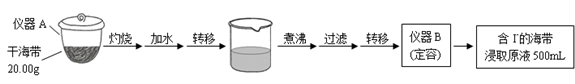 仪器 A
干海带
20.00g
灼烧
加水
转移
煮沸
过滤
转移
仪器 B
(定容)
含 I⁻的海带
浸取原液 500mL